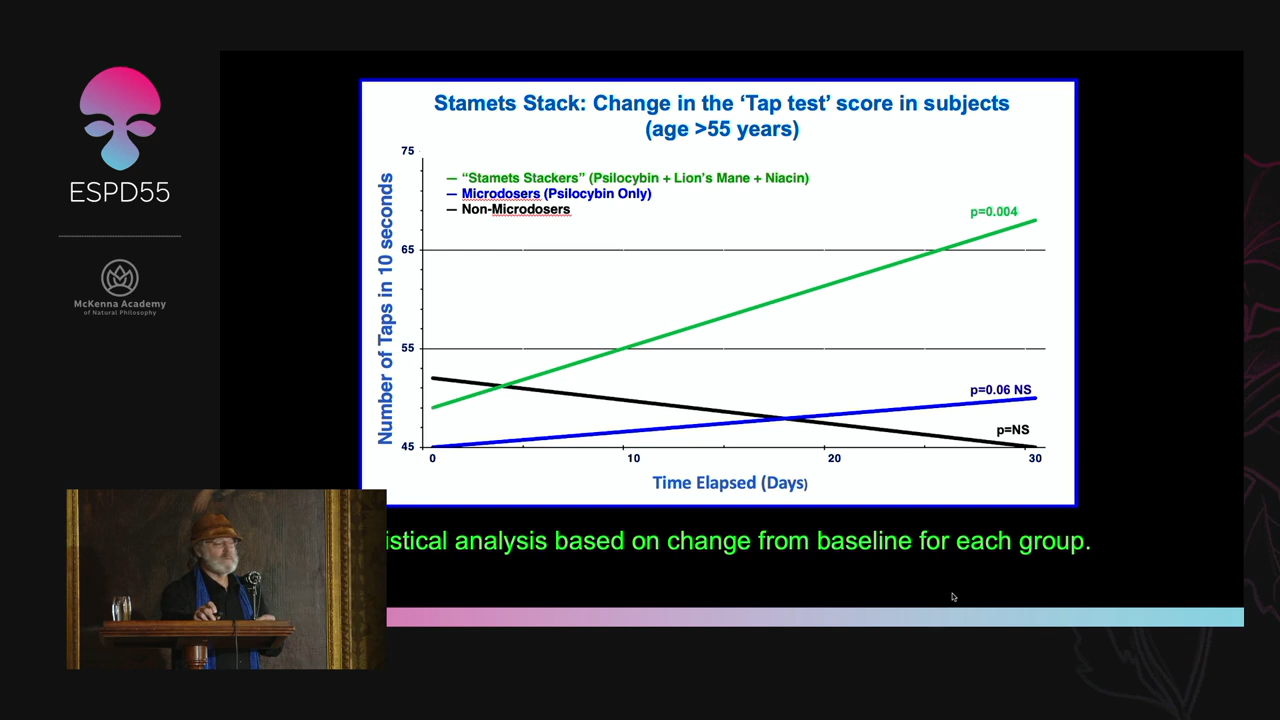 ESPD55
McKenna Academy
of Natural Philosophy
Stamets Stack: Change in the ‘Tap test’ score in subjects
(age >55 years)
Number of Taps in 10 seconds
75
65
55
45
— “Stamets Stackers” (Psilocybin + Lion’s Mane + Niacin)
— Microdosers (Psilocybin Only)
— Non-Microdosers
p=0.004
p=0.06 NS
p=NS
0
10
20
30
Time Elapsed (Days)
istical analysis based on change from baseline for each group.